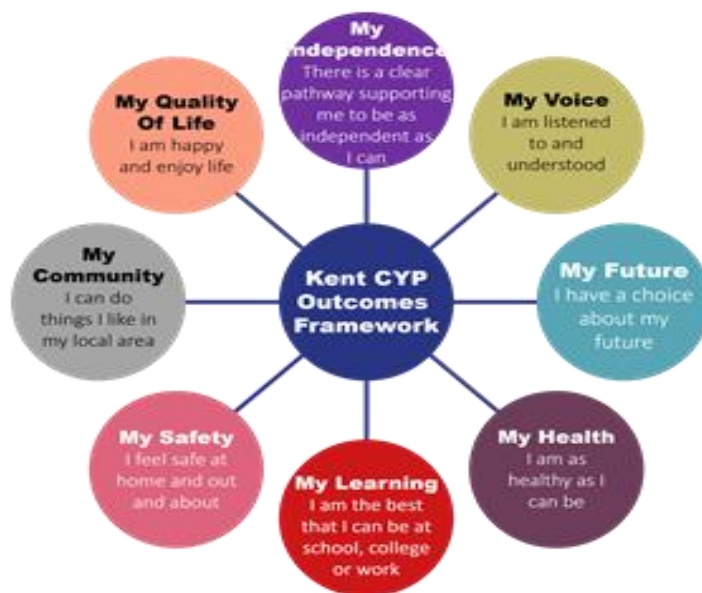 My
Independence
There is a clear
pathway supporting
me to be as
independent as
I can
My Voice
I am listened
to and
understood
My Future
I have a choice
about my
future
My Health
I am as
healthy as I
can be
My Learning
I am the best
that I can be at
school, college
or work
My Safety
I feel safe at
home and out
and about
My
Community
I can do
things I like in
my local area
My Quality
Of Life
I am happy
and enjoy life
Kent CYP
Outcomes
Framework